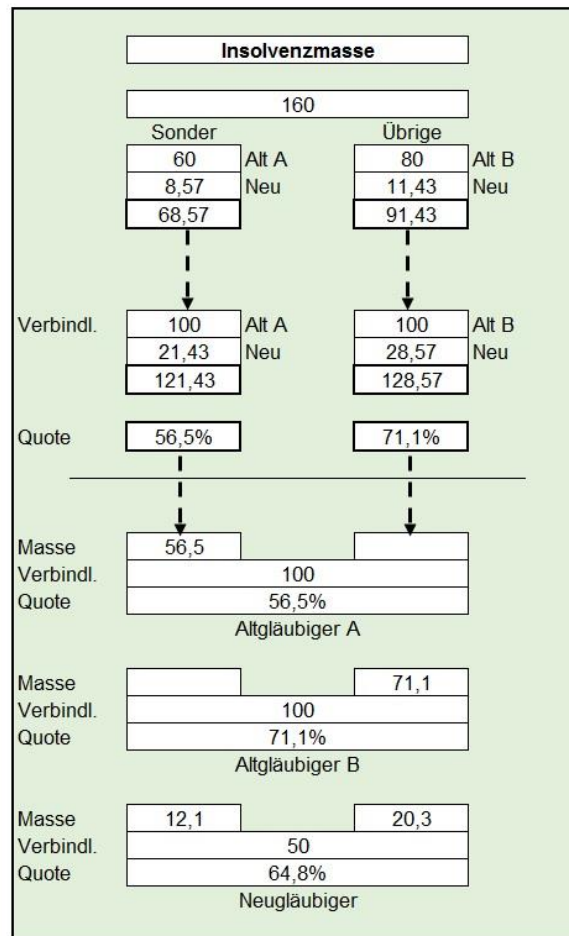 Insolvenzmasse
160
Sonder Übrige
60 Alt A 80 Alt B
8,57 Neu 11,43 Neu
68,57 91,43
Verbindl. 100 Alt A 100 Alt B
21,43 Neu 28,57 Neu
121,43 128,57
Quote 56,5% 71,1%
Masse 56,5
Verbindl. 100
Quote 56,5%
Altgläubiger A
Masse 71,1
Verbindl. 100
Quote 71,1%
Altgläubiger B
Masse 12,1 20,3
Verbindl. 50
Quote 64,8%
Neugläubiger